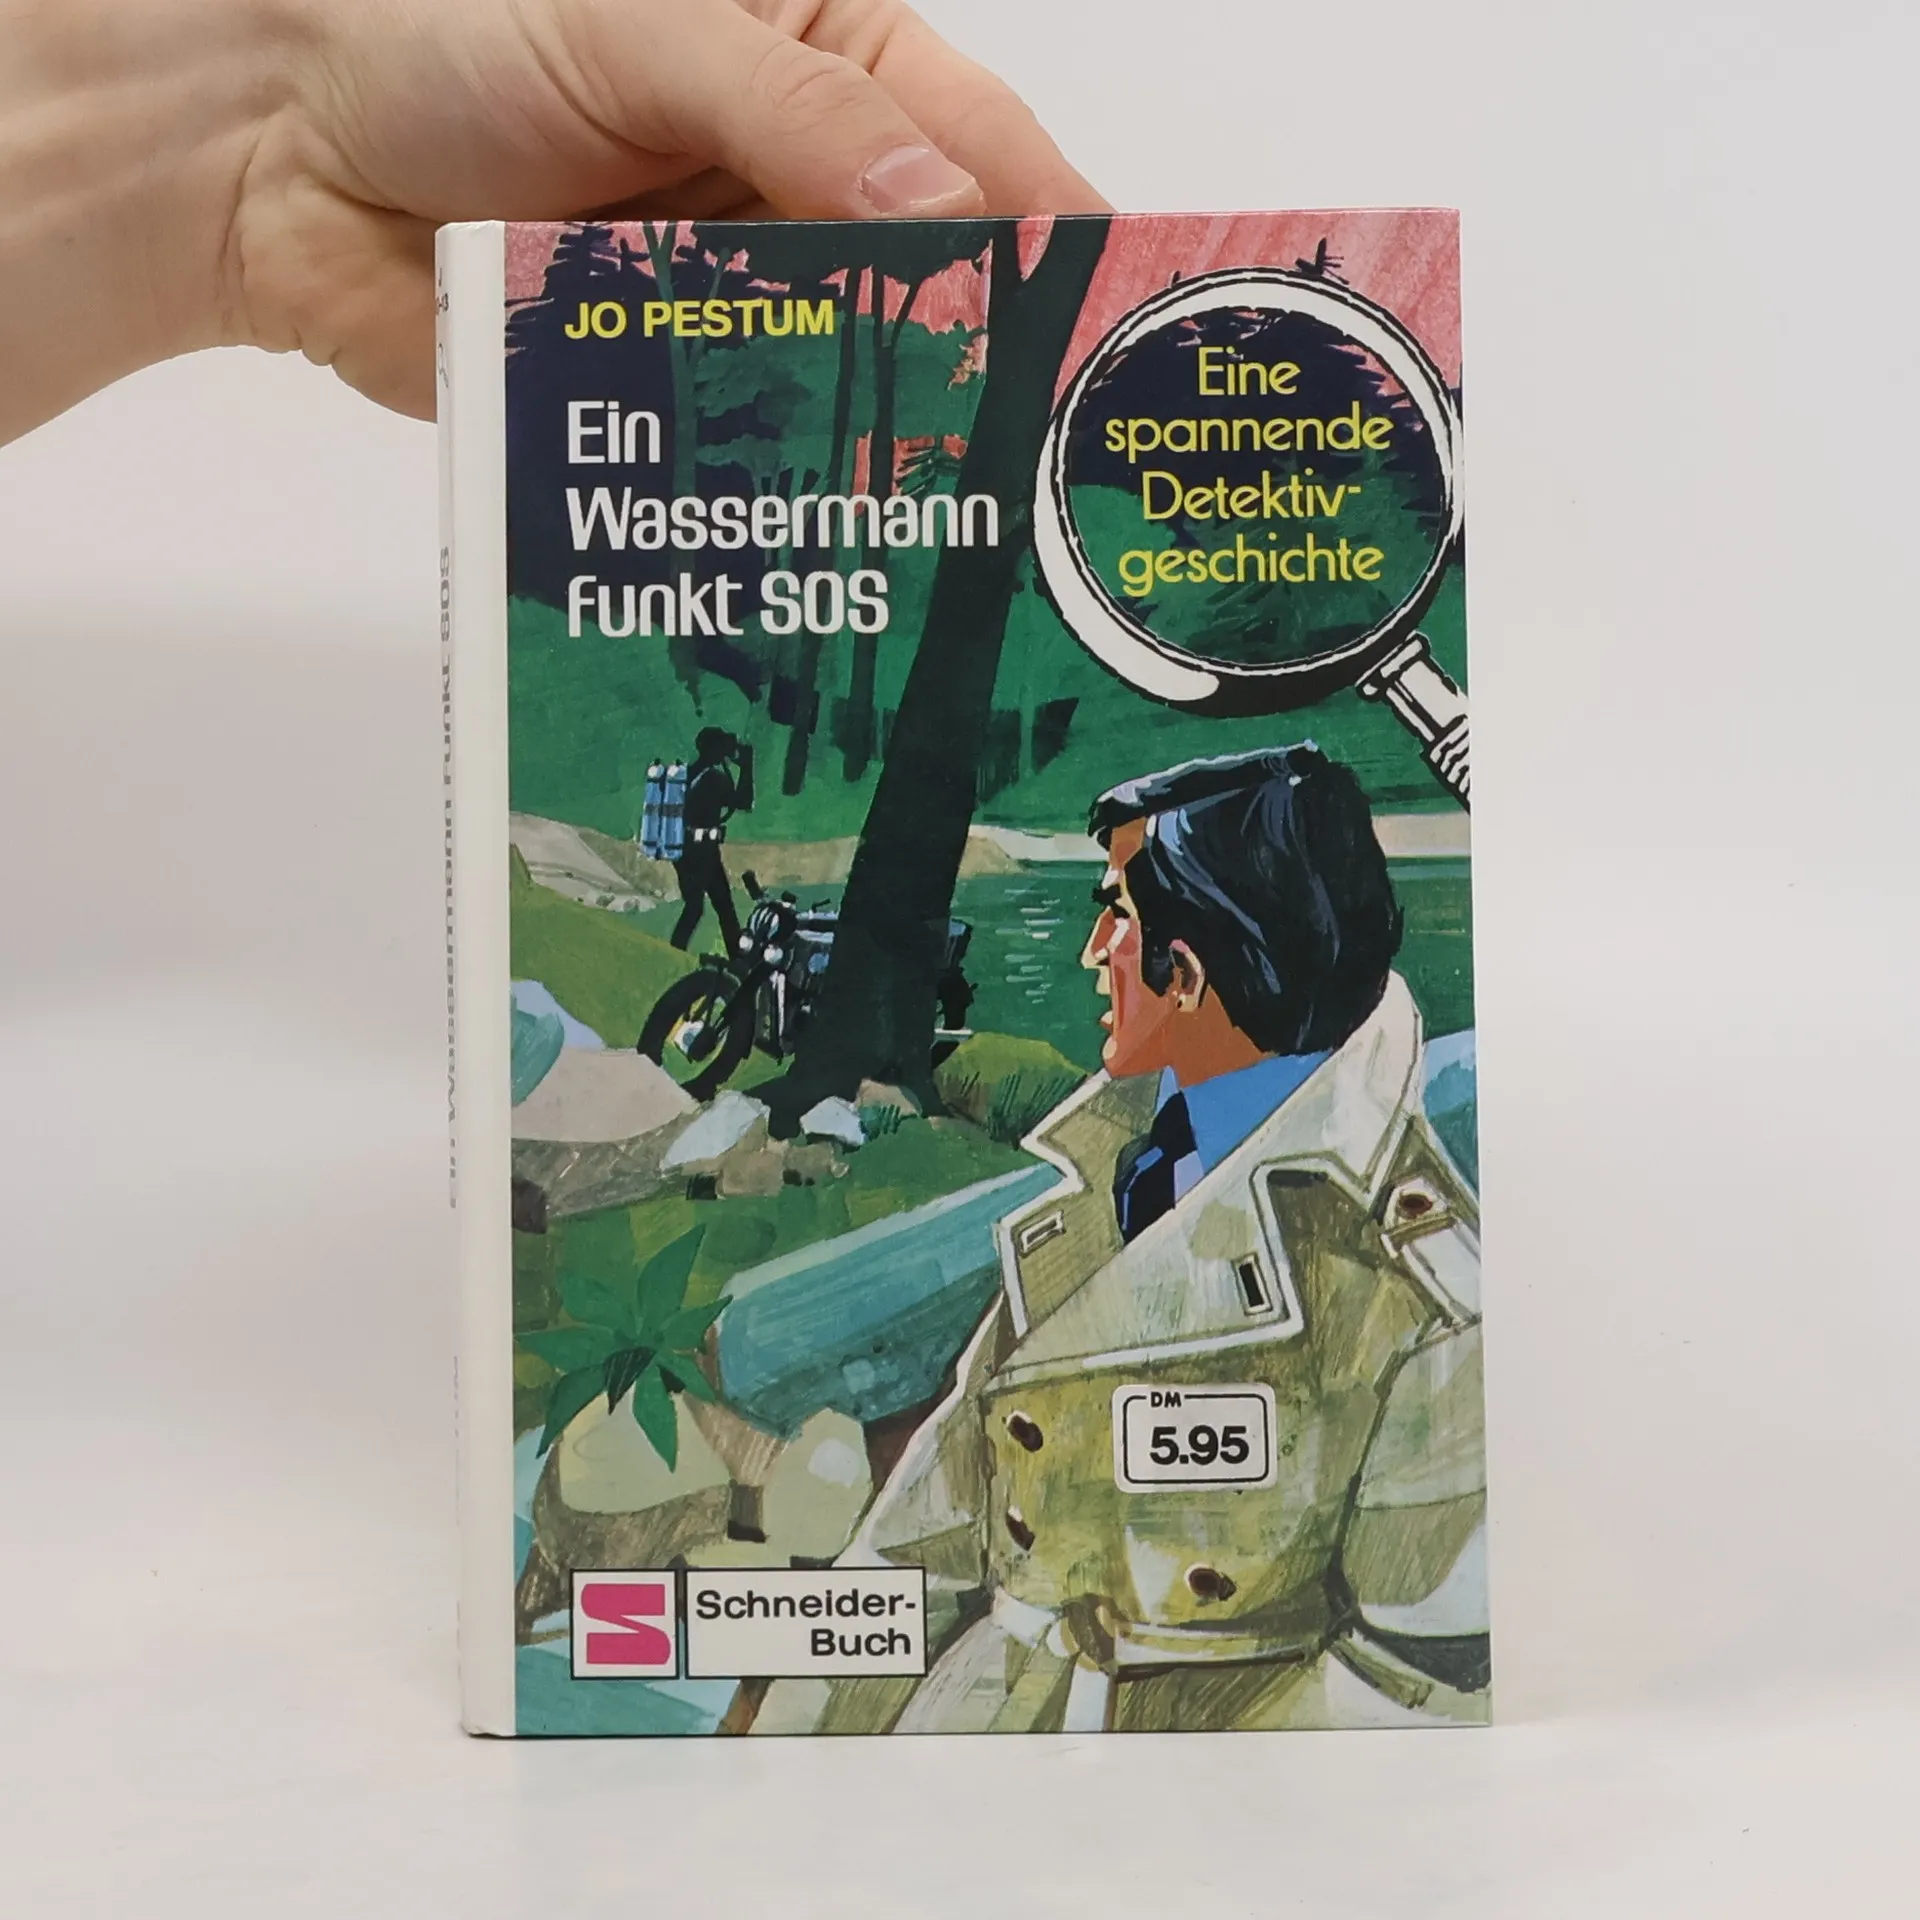 JO PESTUM
Ein
Wassermann
funkt SOS
Eine
spannende
Detektiv-
geschichte
DM
5.95
Schneider-
Buch
Ein Wassermann funkt SOS